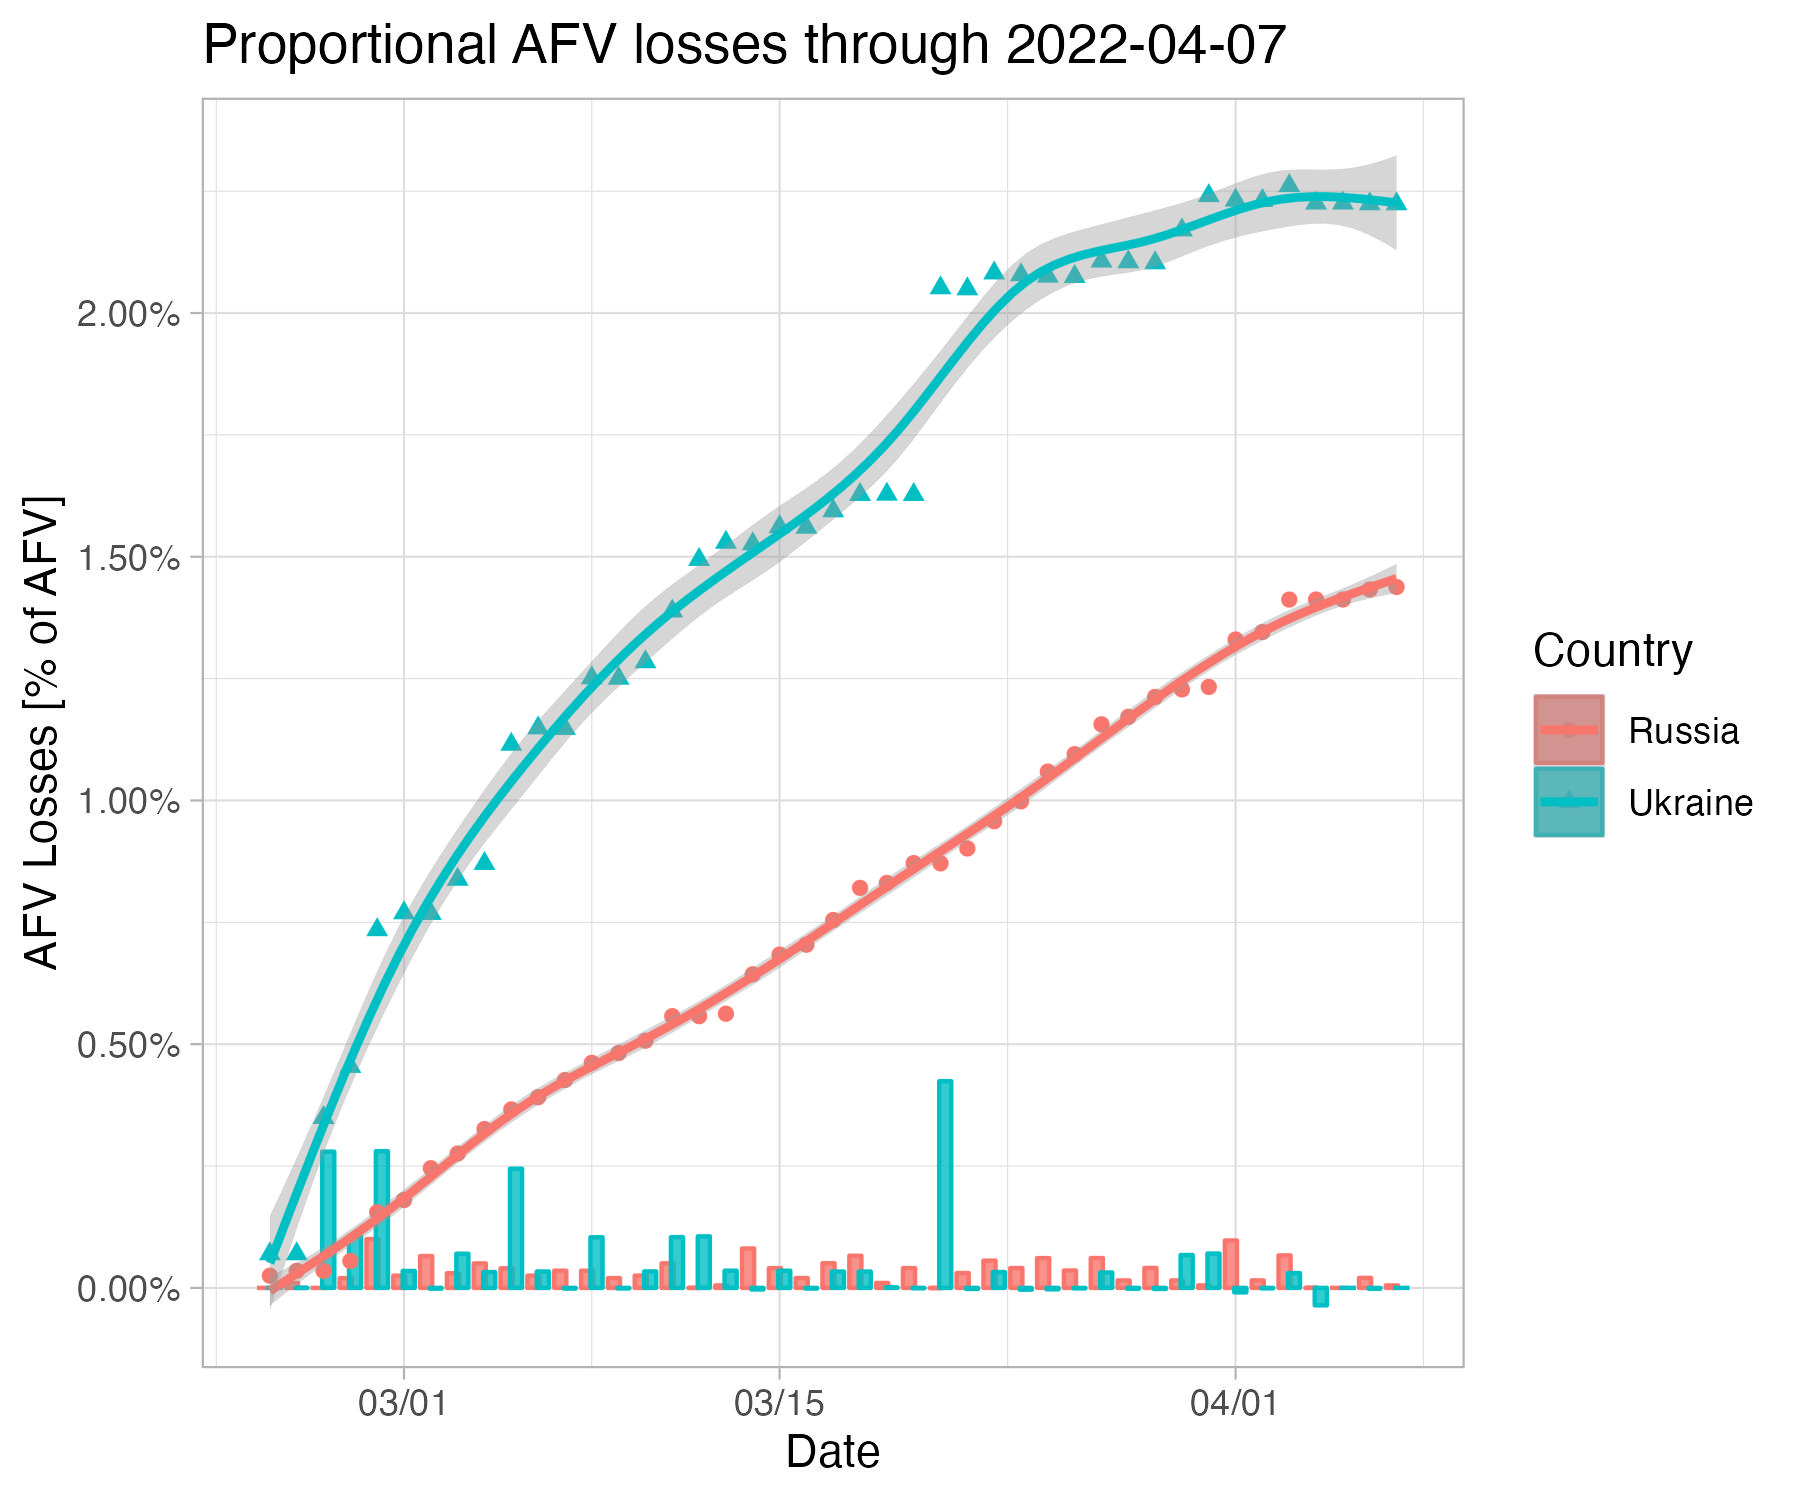 Proportional AFV losses through 2022-04-07
AFV Losses [% of AFV]
2.00%
1.50%
1.00%
0.50%
0.00%
03/01
03/15
04/01
Date
Country
Russia
Ukraine